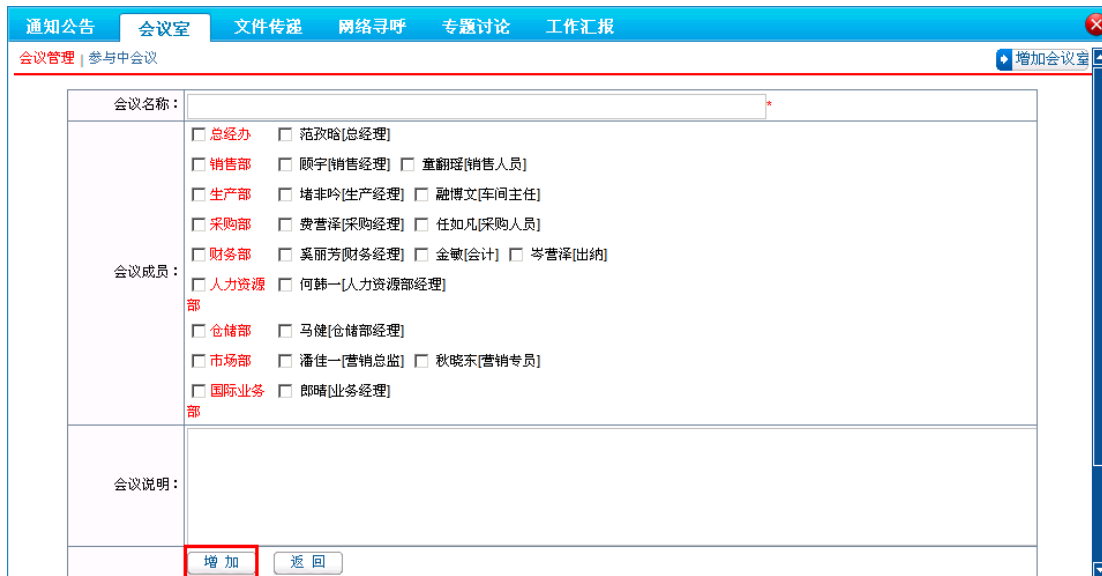 通知公告 会议室 文件传递 网络寻呼 专题讨论 工作汇报
会议管理 | 参与中会议 增加会议室
会议名称： *
总经办 范孜晗[总经理]
销售部 顾宇[销售经理] 童翻瑶[销售人员]
生产部 堵非吟[生产经理] 融博文[车间主任]
采购部 费营泽[采购经理] 任如凡[采购人员]
财务部 奚丽芳[财务经理] 金敏[会计] 岑营泽[出纳]
会议成员：
人力资源 何韩一[人力资源部经理]
部
仓储部 马健[仓储部经理]
市场部 潘佳一[营销总监] 秋晓东[营销专员]
国际业务 郎晴[业务经理]
部
会议说明：
增 加 返 回